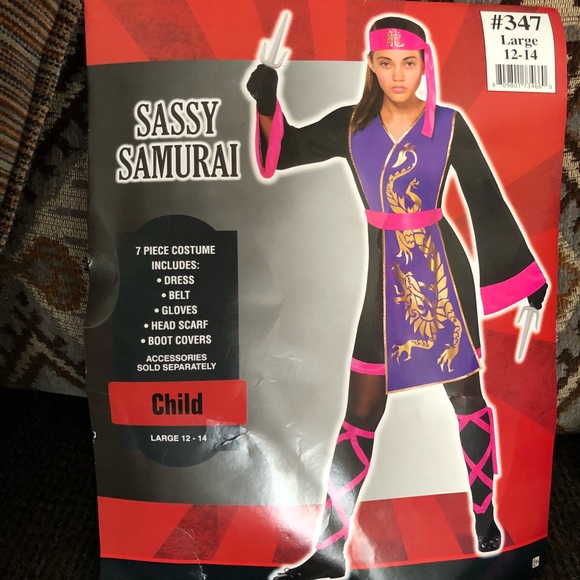 #347
Large
12-14
龍
SASSY
SAMURAI
7 PIECE COSTUME
INCLUDES:
• DRESS
• BELT
• GLOVES
• HEAD SCARF
• BOOT COVERS
ACCESSORIES
SOLD SEPARATELY
Child
LARGE 12 - 14